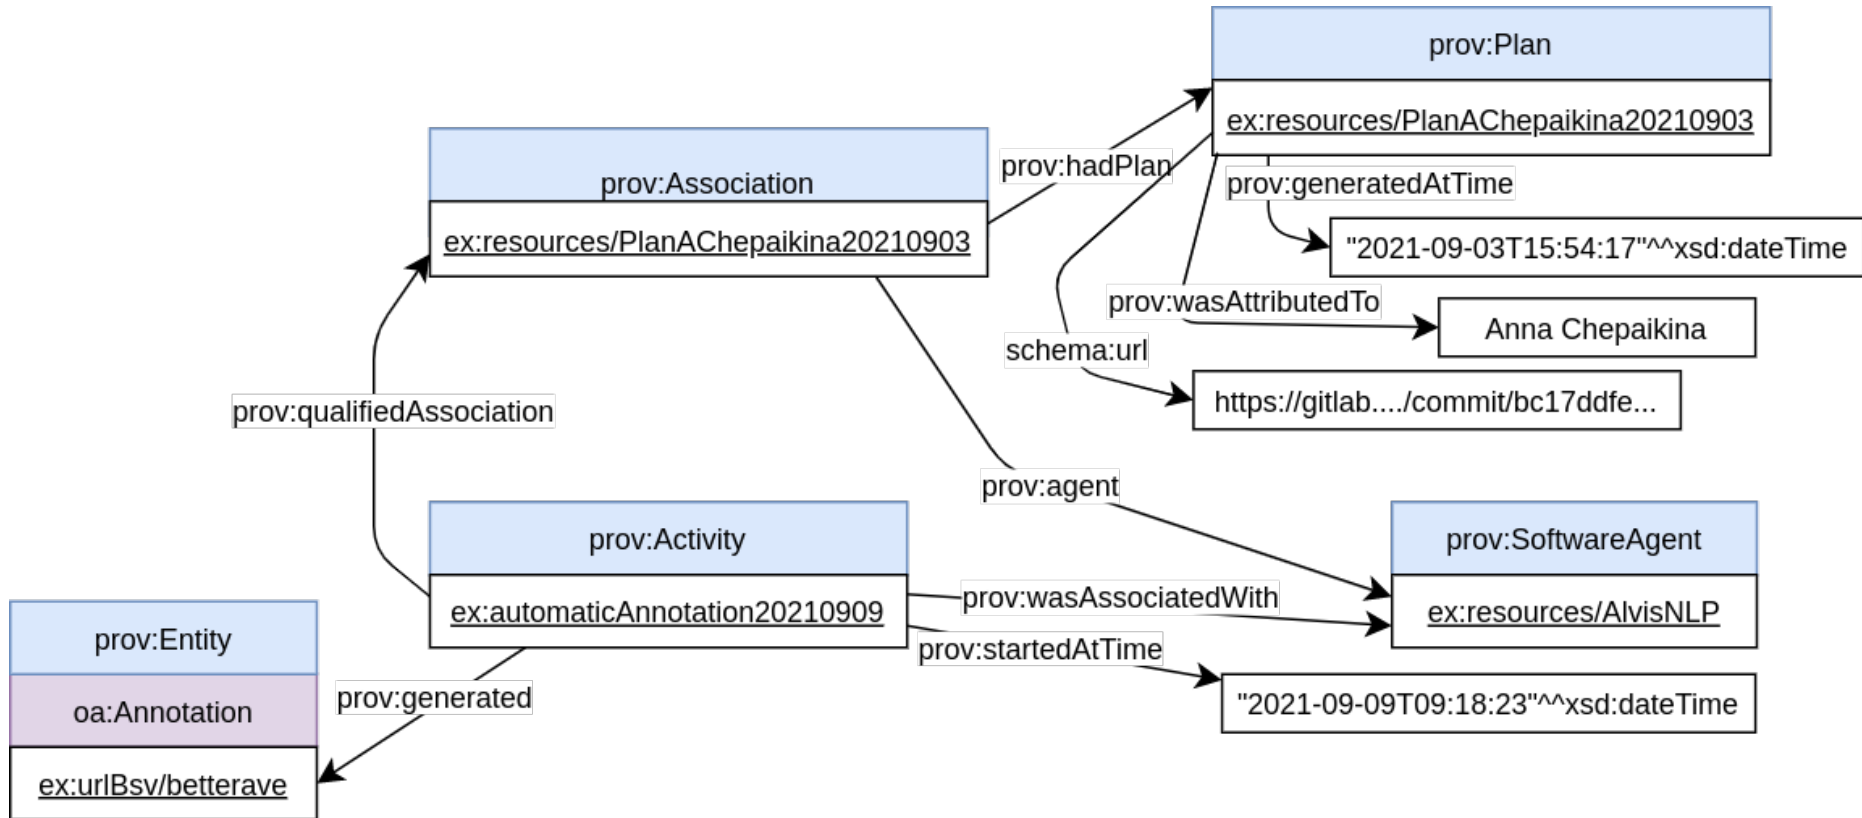 prov:Plan
ex:resources/PlanAChepaikina20210903
prov:Association
ex:resources/PlanAChepaikina20210903
prov:hadPlan
prov:generatedAtTime
"2021-09-03T15:54:17"^^xsd:dateTime
prov:wasAttributedTo
Anna Chepaikina
schema:url
https://gitlab..../commit/bc17ddfe...
prov:qualifiedAssociation
prov:agent
prov:Activity
ex:automaticAnnotation20210909
prov:SoftwareAgent
ex:resources/AlvisNLP
prov:wasAssociatedWith
prov:startedAtTime
"2021-09-09T09:18:23"^^xsd:dateTime
prov:generated
prov:Entity
oa:Annotation
ex:urlBsv/betterave